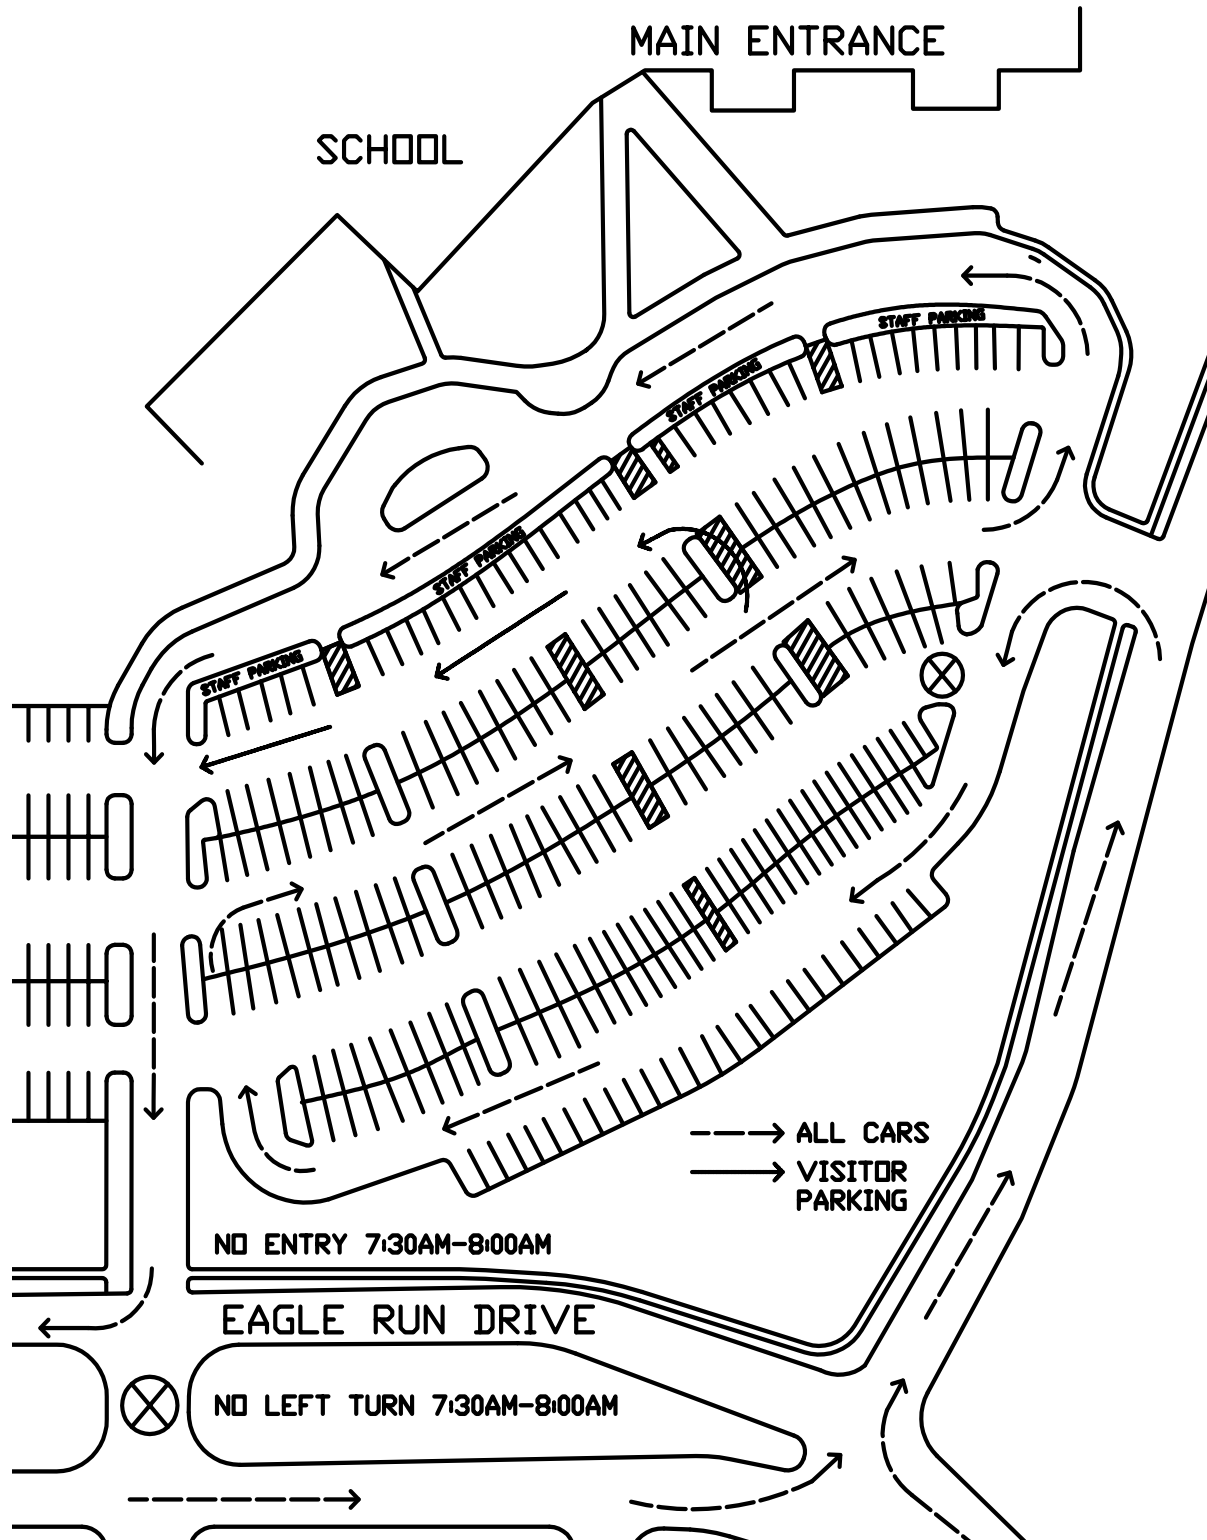 MAIN ENTRANCE
SCHOOL
STAFF PARKING
STAFF PARKING
STAFF PARKING
STAFF PARKING
ALL CARS
VISITOR
PARKING
NO ENTRY 7:30AM-8:00AM
EAGLE RUN DRIVE
NO LEFT TURN 7:30AM-8:00AM